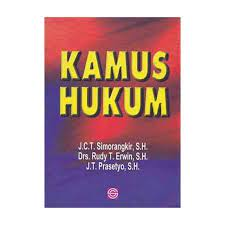 KAMUS
HUKUM
J.C.T. Simorangkir, S.H.
Drs. Rudy T. Erwin, S.H.
J.T. Prasetyo, S.H.